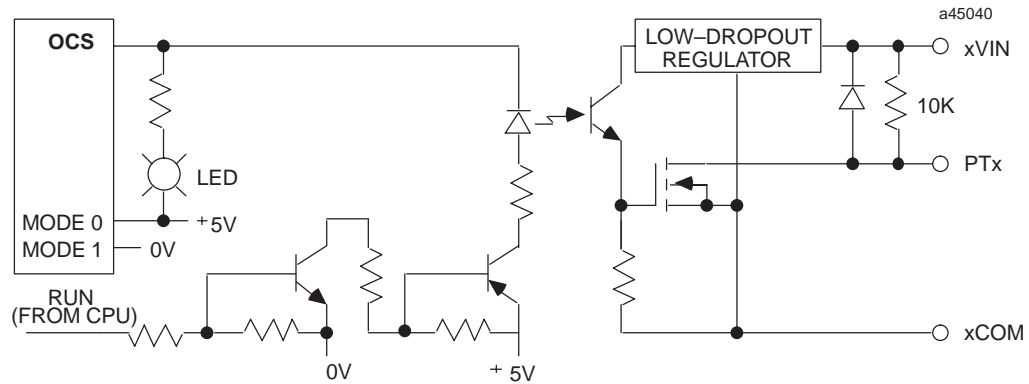 a45040
OCS
LOW–DROPOUT
REGULATOR
xVIN
10K
LED
PTx
MODE 0
+5V
MODE 1
0V
RUN
(FROM CPU)
xCOM
0V
+5V